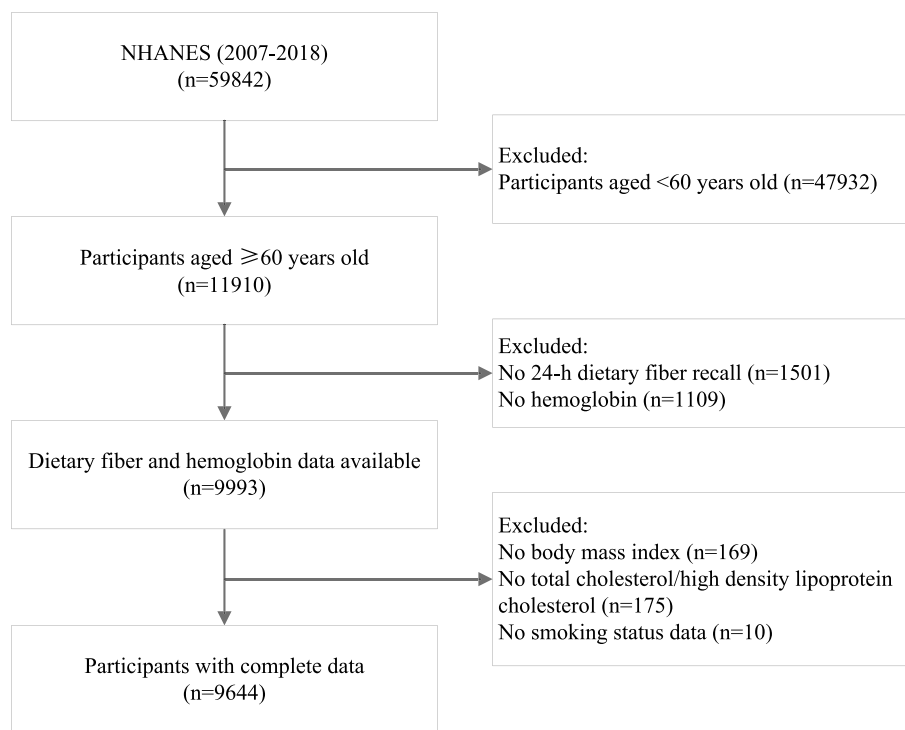 NHANES (2007-2018)
(n=59842)
Excluded:
Participants aged <60 years old (n=47932)
Participants aged ⩾60 years old
(n=11910)
Excluded:
No 24-h dietary fiber recall (n=1501)
No hemoglobin (n=1109)
Dietary fiber and hemoglobin data available
(n=9993)
Excluded:
No body mass index (n=169)
No total cholesterol/high density lipoprotein
cholesterol (n=175)
No smoking status data (n=10)
Participants with complete data
(n=9644)